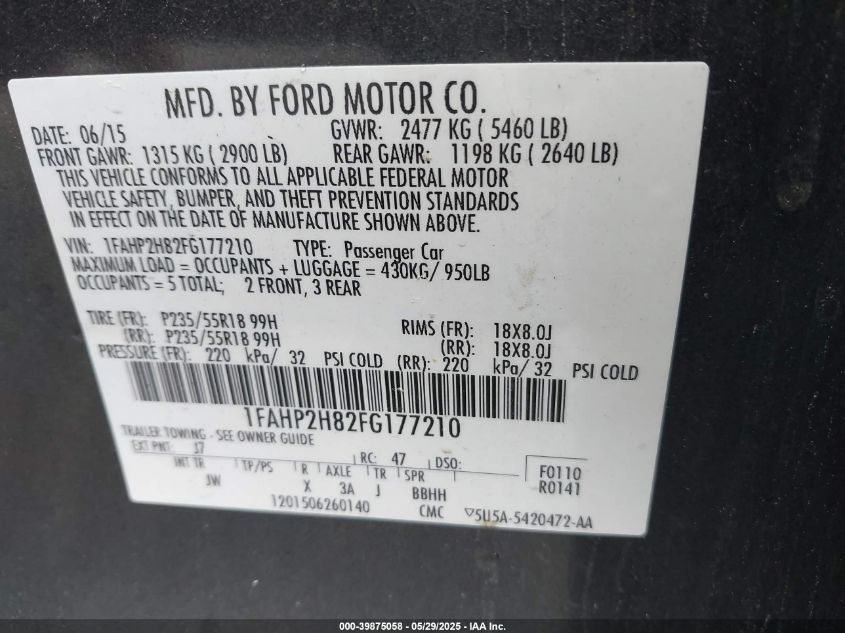 MFD. BY FORD MOTOR CO.
DATE: 06/15 GVWR: 2477 KG ( 5460 LB)
FRONT GAWR: 1315 KG ( 2900 LB) REAR GAWR: 1198 KG ( 2640 LB)
THIS VEHICLE CONFORMS TO ALL APPLICABLE FEDERAL MOTOR
VEHICLE SAFETY, BUMPER, AND THEFT PREVENTION STANDARDS
IN EFFECT ON THE DATE OF MANUFACTURE SHOWN ABOVE.
VIN: 1FAHP2H82FG177210 TYPE: Passenger Car
MAXIMUM LOAD = OCCUPANTS + LUGGAGE = 430KG/ 950LB
OCCUPANTS = 5 TOTAL; 2 FRONT, 3 REAR
TIRE (FR): P235/55R18 99H RIMS (FR): 18X8.0J
(RR): P235/55R18 99H (RR): 18X8.0J
PRESSURE (FR): 220 kPa/ 32 PSI COLD (RR): 220 kPa/ 32 PSI COLD
1FAHP2H82FG177210
TRAILER TOWING - SEE OWNER GUIDE
EXT PNT: J7 RC: 47 DSO: F0110
INT TR TP/PS R AXLE TR SPR R0141
JW X 3A J BBHH
1201506260140 CMC ▽5U5A-5420472-AA
000-39875058 - 05/29/2025 - IAA Inc.